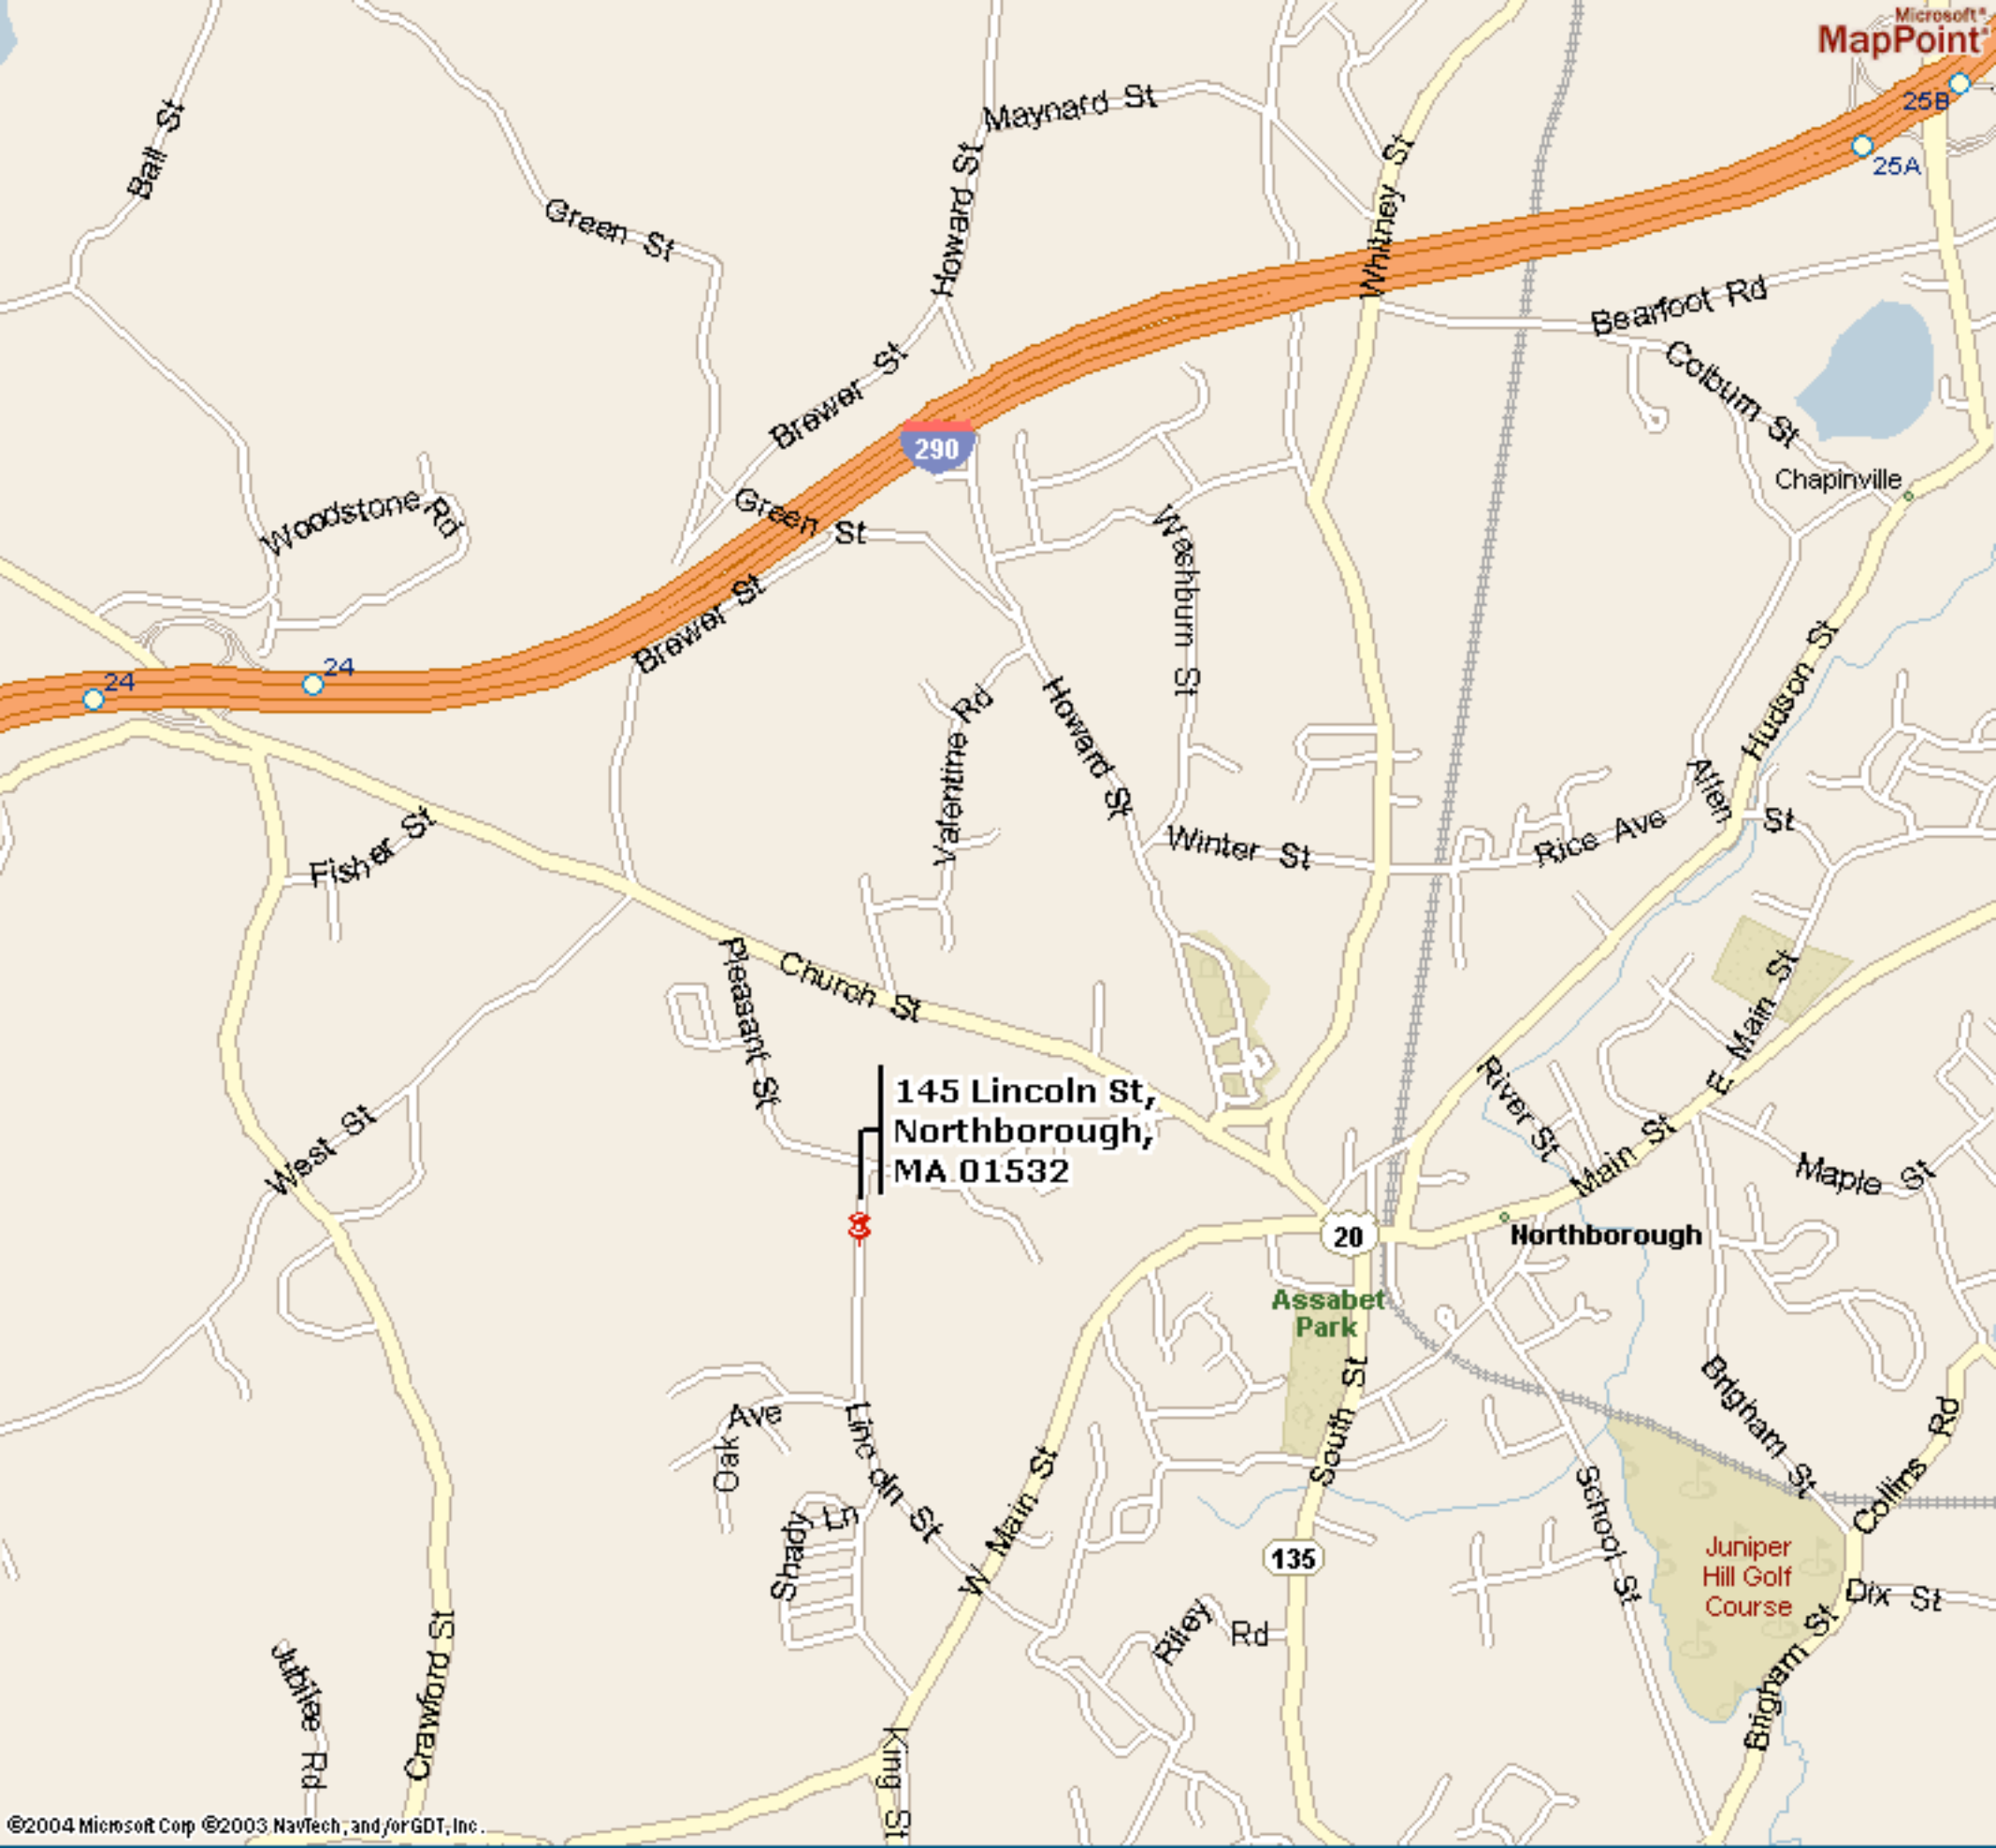 Microsoft®
MapPoint®
25B
25A
Ball St
Maynard St
Howard St
Green St
Whitney St
Bearfoot Rd
Colburn St
Brewer St
290
Chapinville
Woodstone Rd
Green St
Washburn St
Brewer St
24
24
Howard St
Valentine Rd
Hudson St
Allen St
Fisher St
Winter St
Rice Ave
Pleasant St
Church St
E Main St
River St
145 Lincoln St,
Northborough,
MA 01532
West St
Main St
Maple St
20
Northborough
Assabet
Park
South St
Brigham St
Collins Rd
Oak Ave
Lincoln St
W Main St
School St
Shady Ln
135
Juniper
Hill Golf
Course
Dix St
Riley Rd
Brigham St
Crawford St
Jubilee Rd
King St
©2004 Microsoft Corp ©2003 NavTech, and/or GDT, Inc.